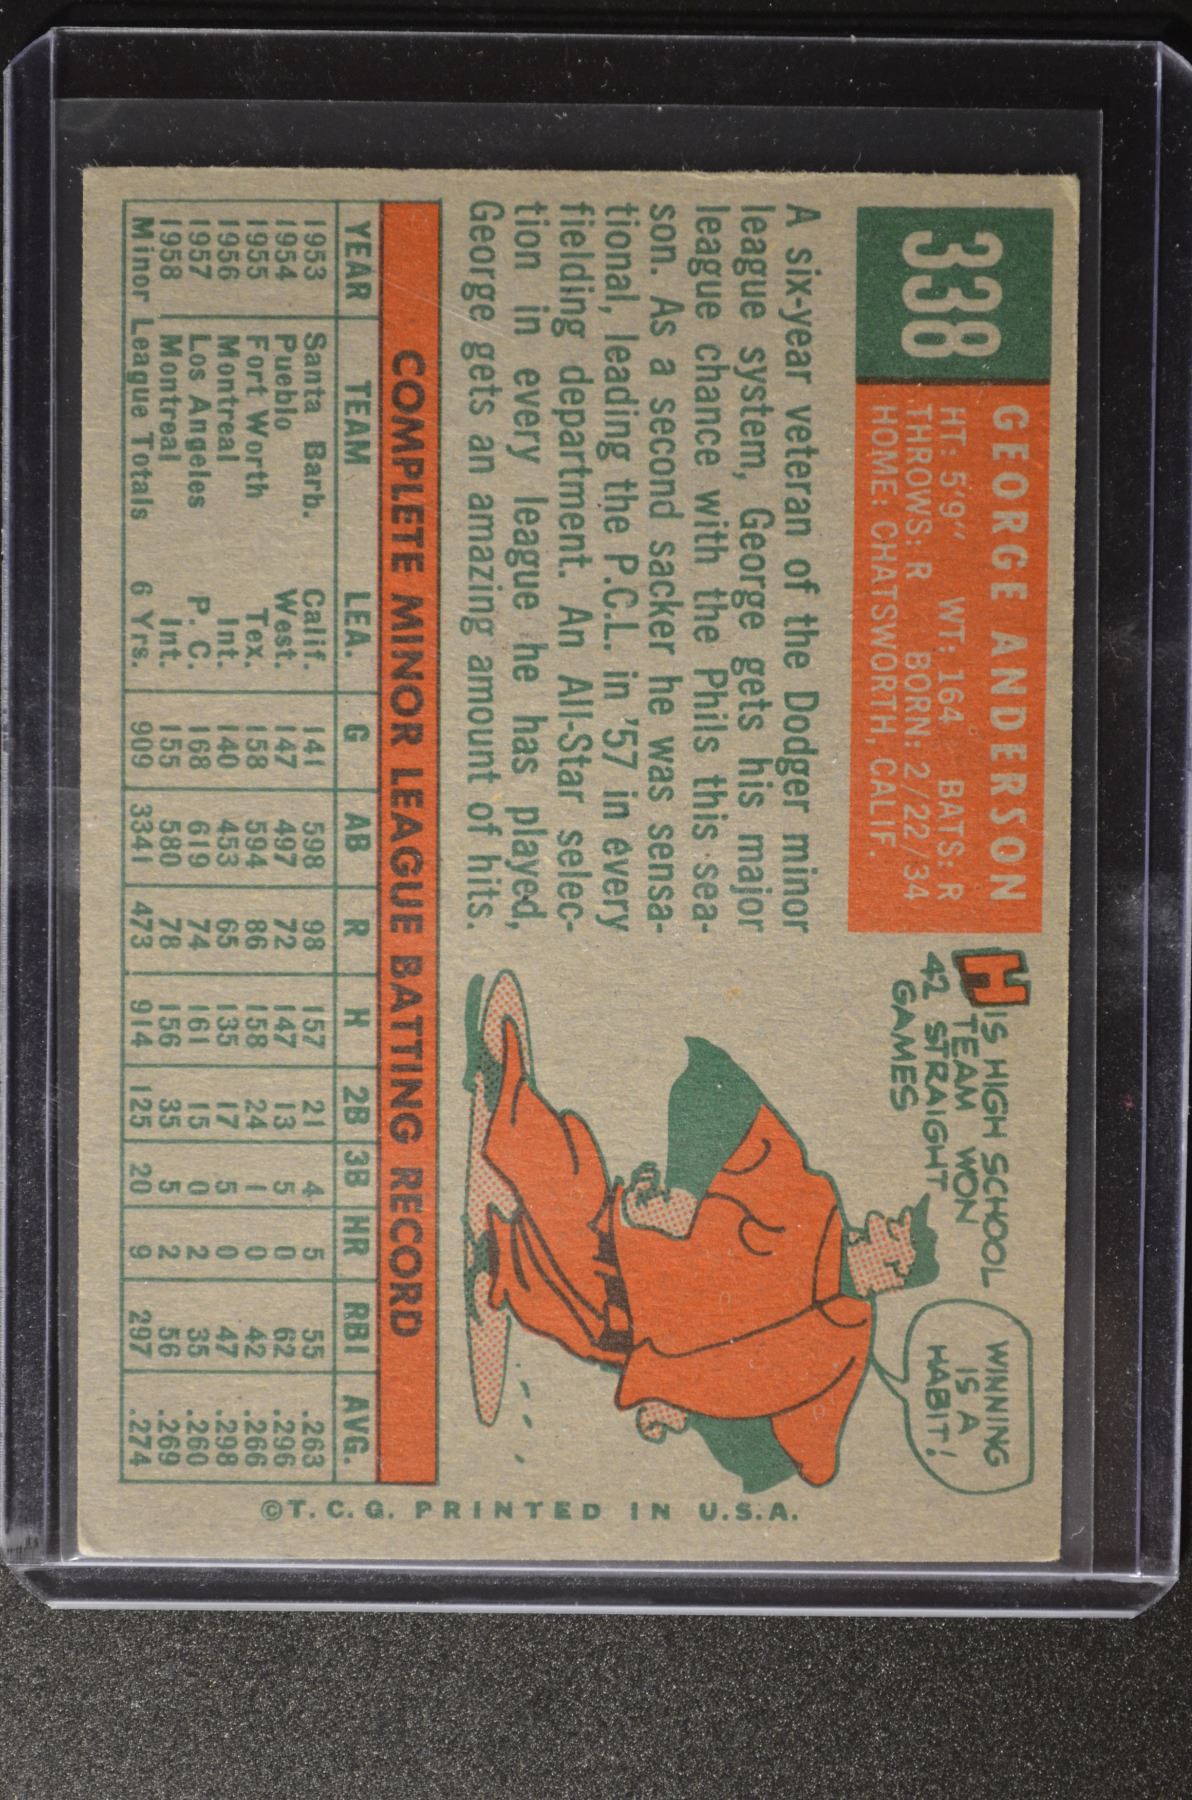 338
GEORGE ANDERSON
HT: 5'9" WT: 164 BATS: R
THROWS: R BORN: 2/22/34
HOME: CHATSWORTH, CALIF.
A six-year veteran of the Dodger minor
league system, George gets his major
league chance with the Phils this sea-
son. As a second sacker he was sensa-
tional, leading the P.C.L. in '57 in every
fielding department. An All-Star selec-
tion in every league he has played,
George gets an amazing amount of hits.
HIS HIGH SCHOOL
TEAM WON
42 STRAIGHT
GAMES
WINNING
IS A
HABIT!
COMPLETE MINOR LEAGUE BATTING RECORD
YEAR TEAM LEA. G AB R H 2B 3B HR RBI AVG.
1953 Santa Barb. Calif. 141 598 98 157 21 4 5 55 .263
1954 Pueblo West. 147 497 72 147 13 5 0 62 .296
1955 Fort Worth Tex. 158 594 86 158 24 1 0 42 .266
1956 Montreal Int. 140 453 65 135 17 5 0 47 .298
1957 Los Angeles P. C. 168 619 74 161 15 0 2 35 .260
1958 Montreal Int. 155 580 78 156 35 5 2 56 .269
Minor League Totals 6 Yrs. 909 3341 473 914 125 20 9 297 .274
©T. C. G. PRINTED IN U.S.A.